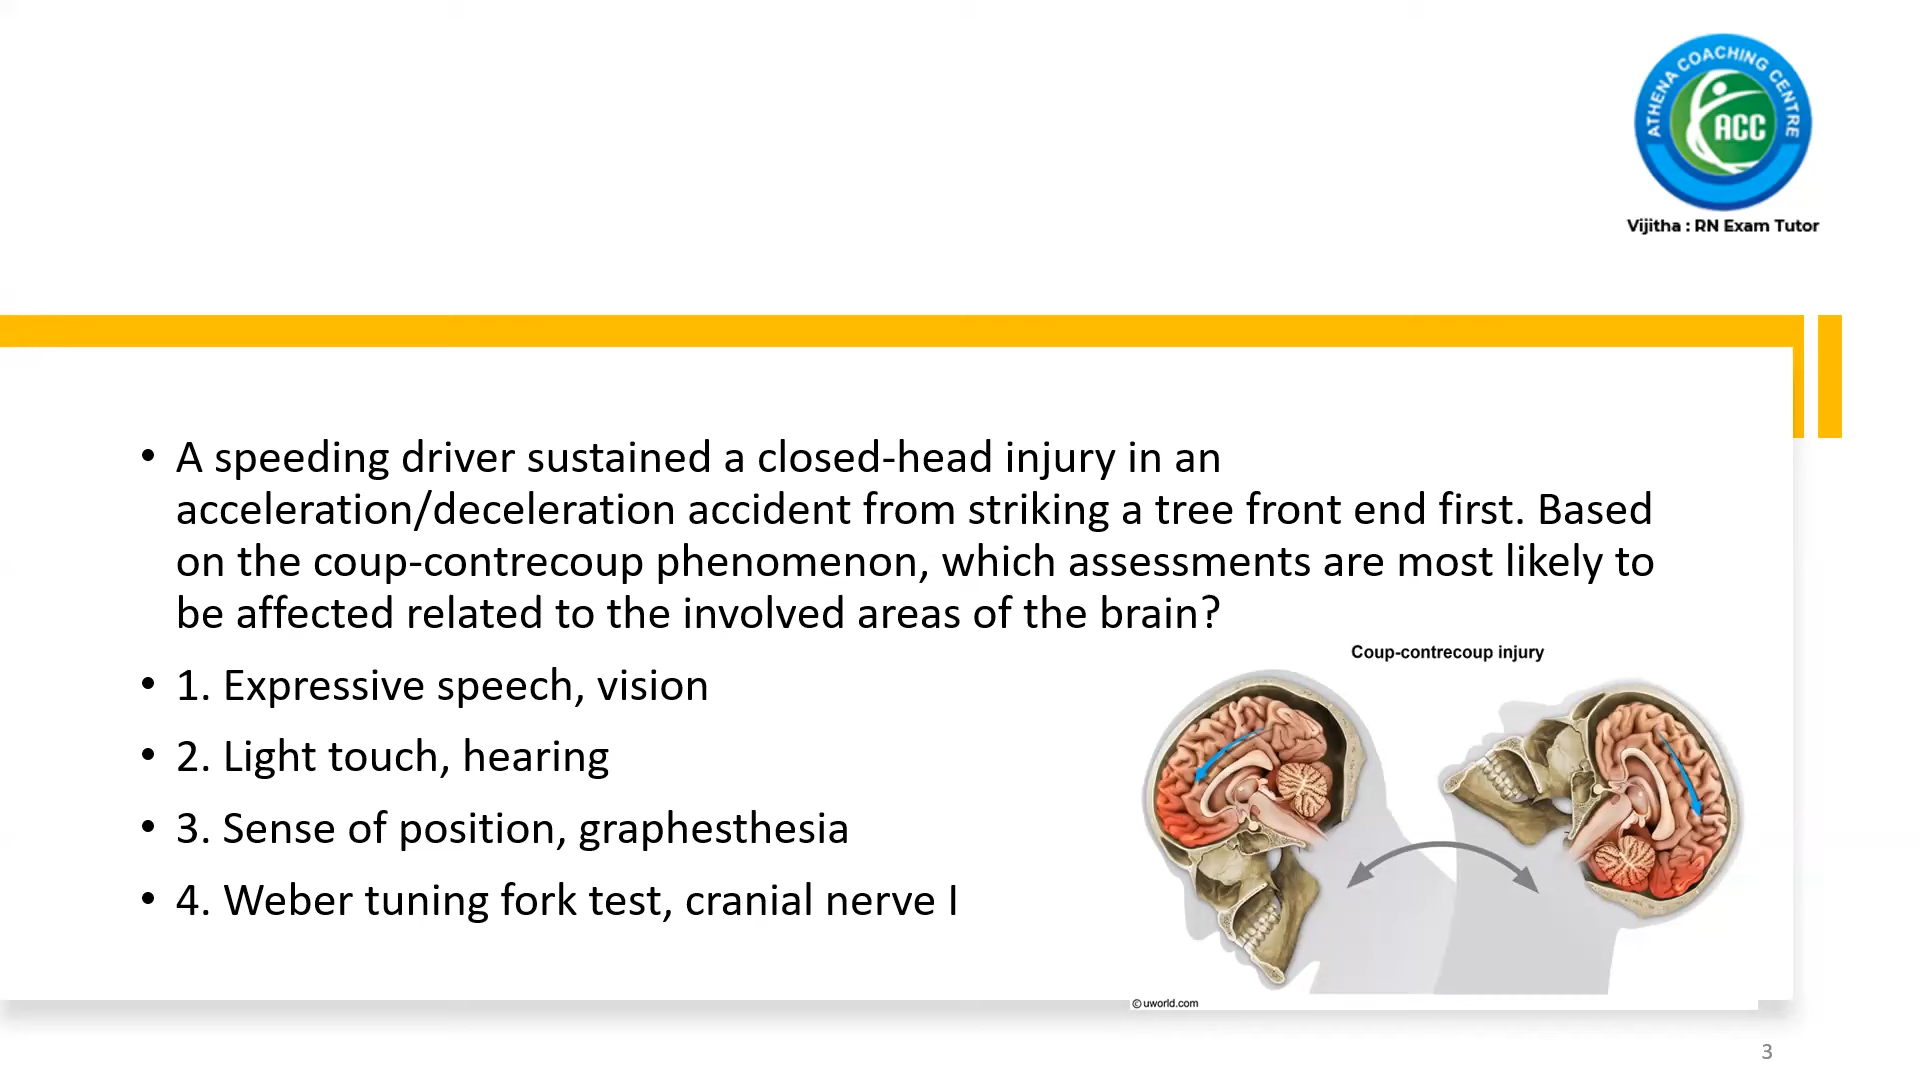 ATHENA COACHING CENTRE
ACC
Vijitha : RN Exam Tutor
• A speeding driver sustained a closed-head injury in an
acceleration/deceleration accident from striking a tree front end first. Based
on the coup-contrecoup phenomenon, which assessments are most likely to
be affected related to the involved areas of the brain?
• 1. Expressive speech, vision
• 2. Light touch, hearing
• 3. Sense of position, graphesthesia
• 4. Weber tuning fork test, cranial nerve I
Coup-contrecoup injury
© uworld.com
3